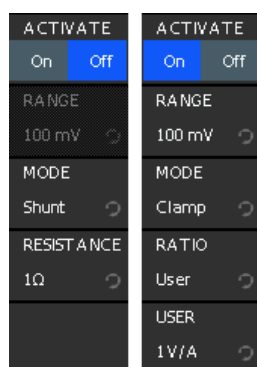 ACTIVATE
On Off
RANGE
100 mV
MODE
Shunt
RESISTANCE
1Ω
ACTIVATE
On Off
RANGE
100 mV
MODE
Clamp
RATIO
User
USER
1V/A